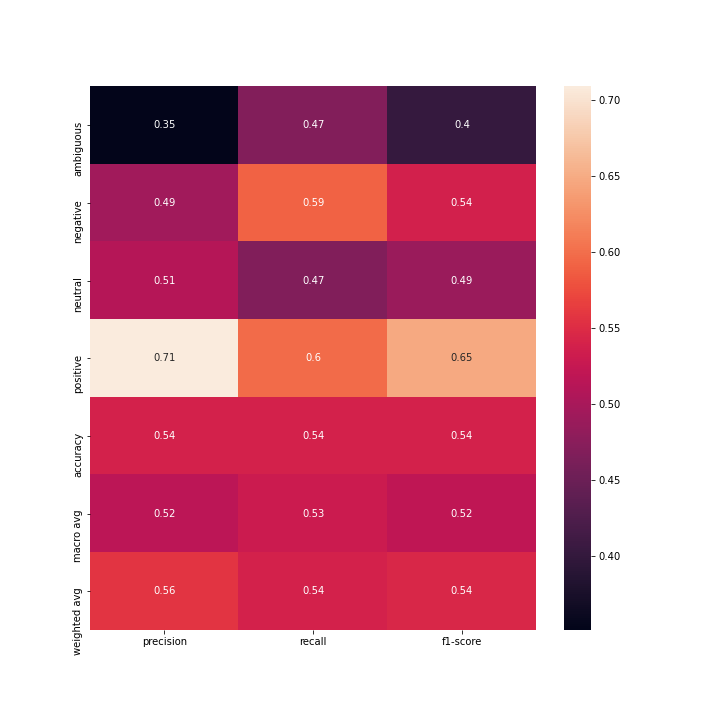 ambiguous 0.35 0.47 0.4
negative 0.49 0.59 0.54
neutral 0.51 0.47 0.49
positive 0.71 0.6 0.65
accuracy 0.54 0.54 0.54
macro avg 0.52 0.53 0.52
weighted avg 0.56 0.54 0.54
precision recall f1-score
0.70
0.65
0.60
0.55
0.50
0.45
0.40